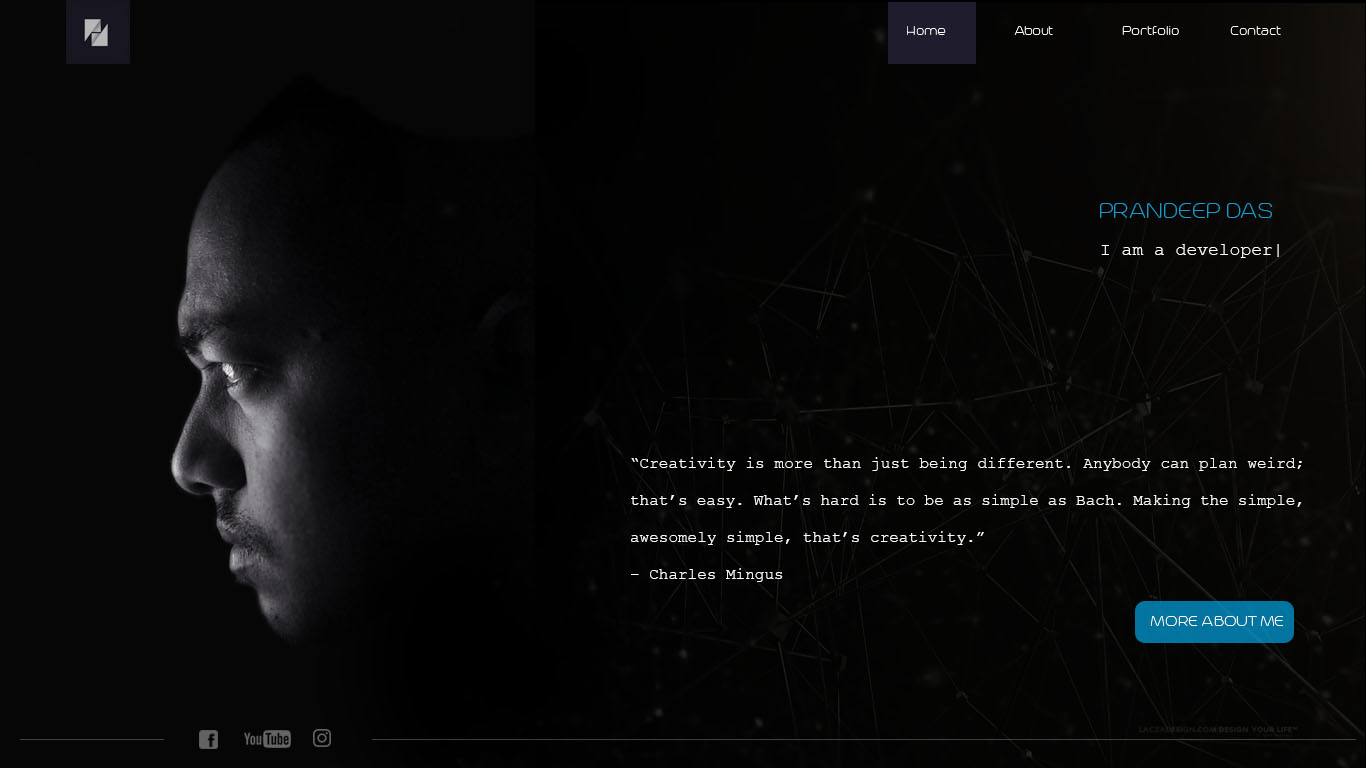 Home About Portfolio Contact
PRANDEEP DAS
I am a developer|
“Creativity is more than just being different. Anybody can plan weird;
that’s easy. What’s hard is to be as simple as Bach. Making the simple,
awesomely simple, that’s creativity.”
– Charles Mingus
MORE ABOUT ME
LACZADESIGN.COM DESIGN YOUR LIFE™
YouTube